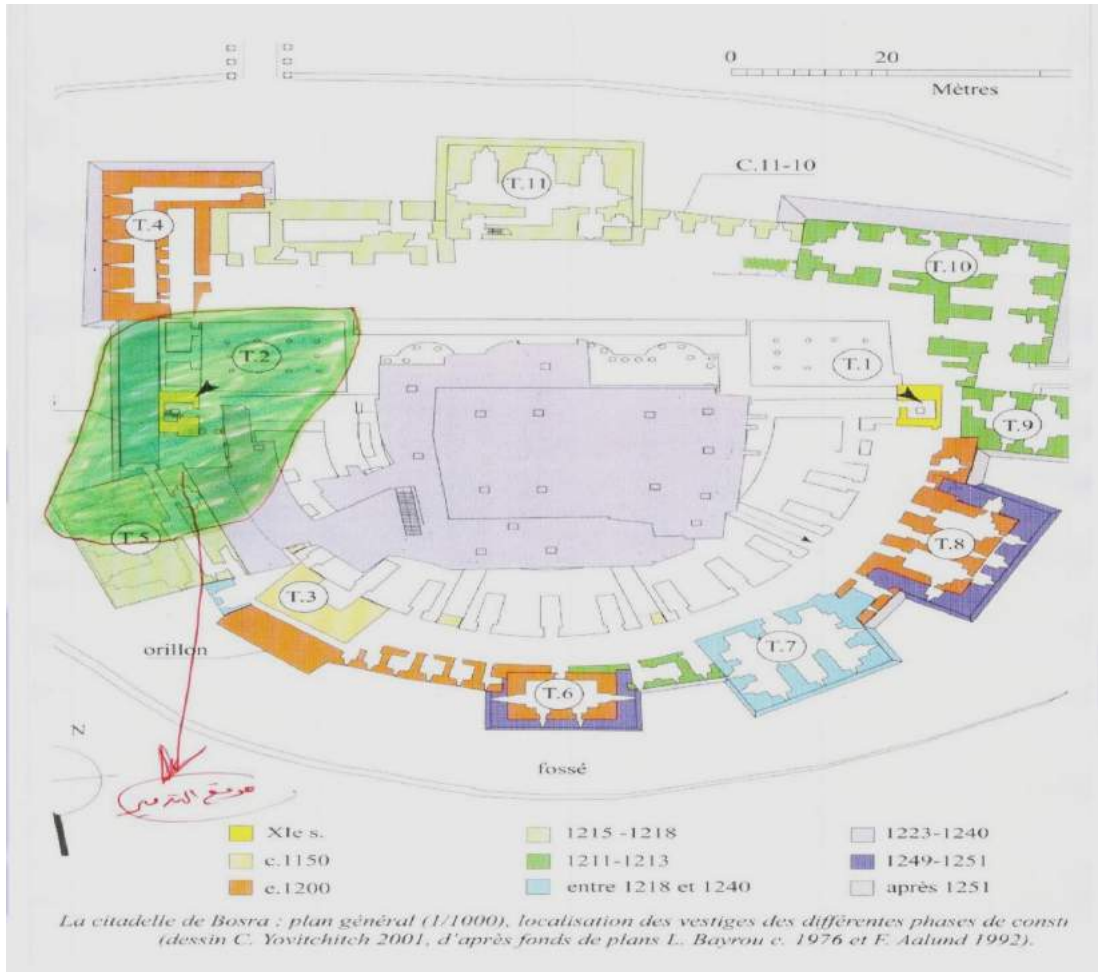 0 20
Mètres
C.11-10
T.11
T.4
T.10
T.2
T.1
T.9
T.8
T.5
T.3
T.7
T.6
orillon
fossé
N
موقع التدمير
XIe s.
c.1150
c.1200
1215 -1218
1211-1213
entre 1218 et 1240
1223-1240
1249-1251
après 1251
La citadelle de Bosra : plan général (1/1000), localisation des vestiges des différentes phases de consti
(dessin C. Yovitchitch 2001, d'après fonds de plans L. Bayrou c. 1976 et F. Aalund 1992).